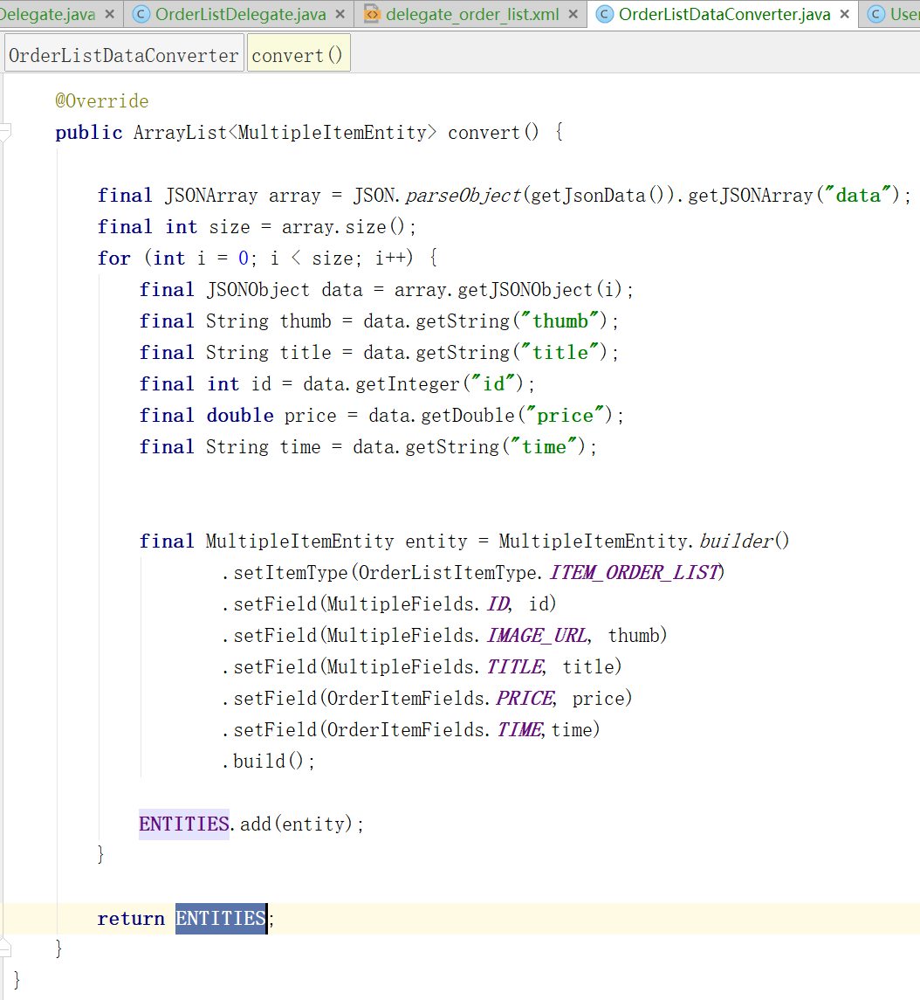 Delegate.java OrderListDelegate.java delegate_order_list.xml OrderListDataConverter.java User
OrderListDataConverter convert()
@Override
public ArrayList<MultipleItemEntity> convert() {
final JSONArray array = JSON.parseObject(getJsonData()).getJSONArray("data");
final int size = array.size();
for (int i = 0; i < size; i++) {
final JSONObject data = array.getJSONObject(i);
final String thumb = data.getString("thumb");
final String title = data.getString("title");
final int id = data.getInteger("id");
final double price = data.getDouble("price");
final String time = data.getString("time");
final MultipleItemEntity entity = MultipleItemEntity.builder()
.setItemType(OrderListItemType.ITEM_ORDER_LIST)
.setField(MultipleFields.ID, id)
.setField(MultipleFields.IMAGE_URL, thumb)
.setField(MultipleFields.TITLE, title)
.setField(OrderItemFields.PRICE, price)
.setField(OrderItemFields.TIME,time)
.build();
ENTITIES.add(entity);
}
return ENTITIES;
}
}